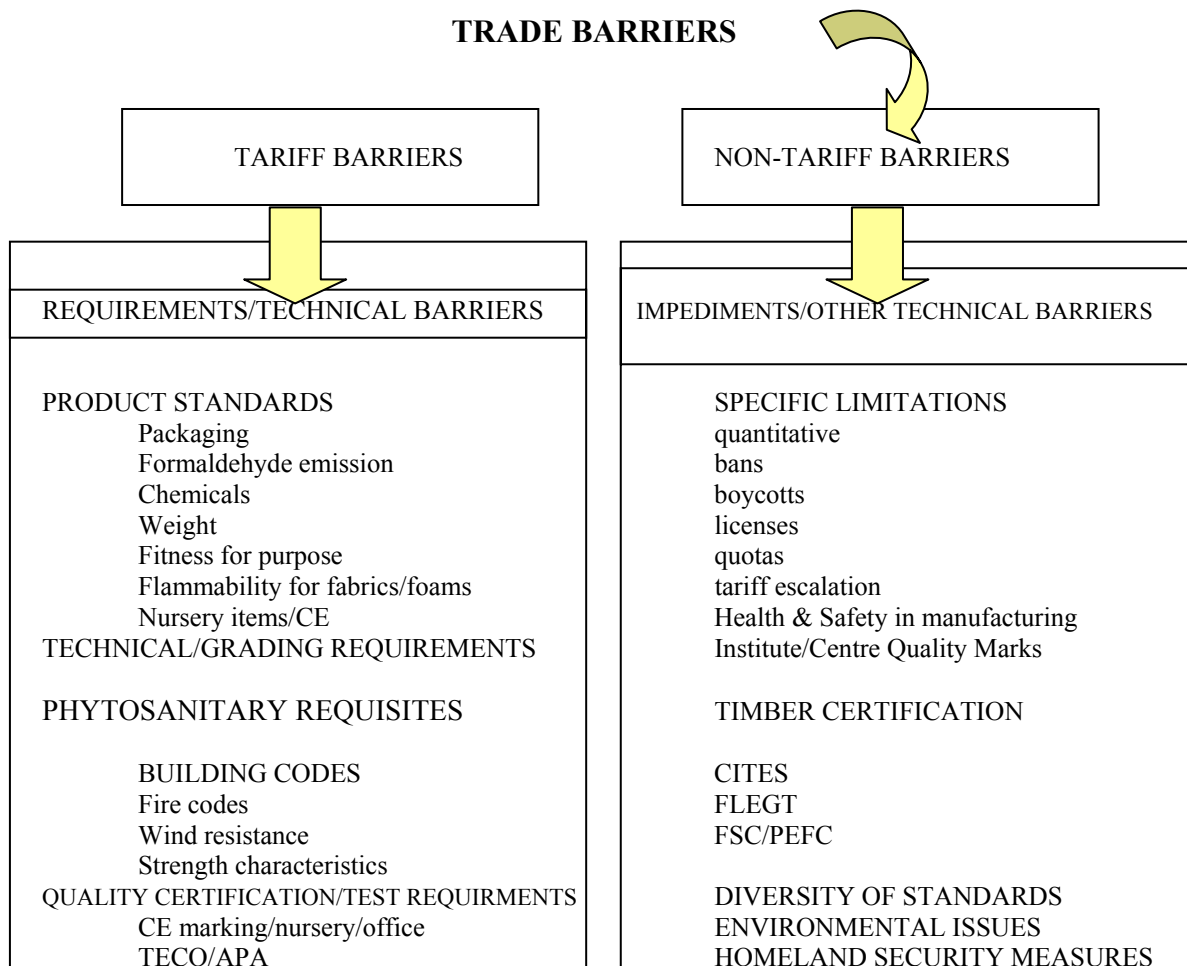 TRADE BARRIERS
TARIFF BARRIERS
NON-TARIFF BARRIERS
REQUIREMENTS/TECHNICAL BARRIERS
PRODUCT STANDARDS
Packaging
Formaldehyde emission
Chemicals
Weight
Fitness for purpose
Flammability for fabrics/foams
Nursery items/CE
TECHNICAL/GRADING REQUIREMENTS
PHYTOSANITARY REQUISITES
BUILDING CODES
Fire codes
Wind resistance
Strength characteristics
QUALITY CERTIFICATION/TEST REQUIRMENTS
CE marking/nursery/office
TECO/APA
IMPEDIMENTS/OTHER TECHNICAL BARRIERS
SPECIFIC LIMITATIONS
quantitative
bans
boycotts
licenses
quotas
tariff escalation
Health & Safety in manufacturing
Institute/Centre Quality Marks
TIMBER CERTIFICATION
CITES
FLEGT
FSC/PEFC
DIVERSITY OF STANDARDS
ENVIRONMENTAL ISSUES
HOMELAND SECURITY MEASURES